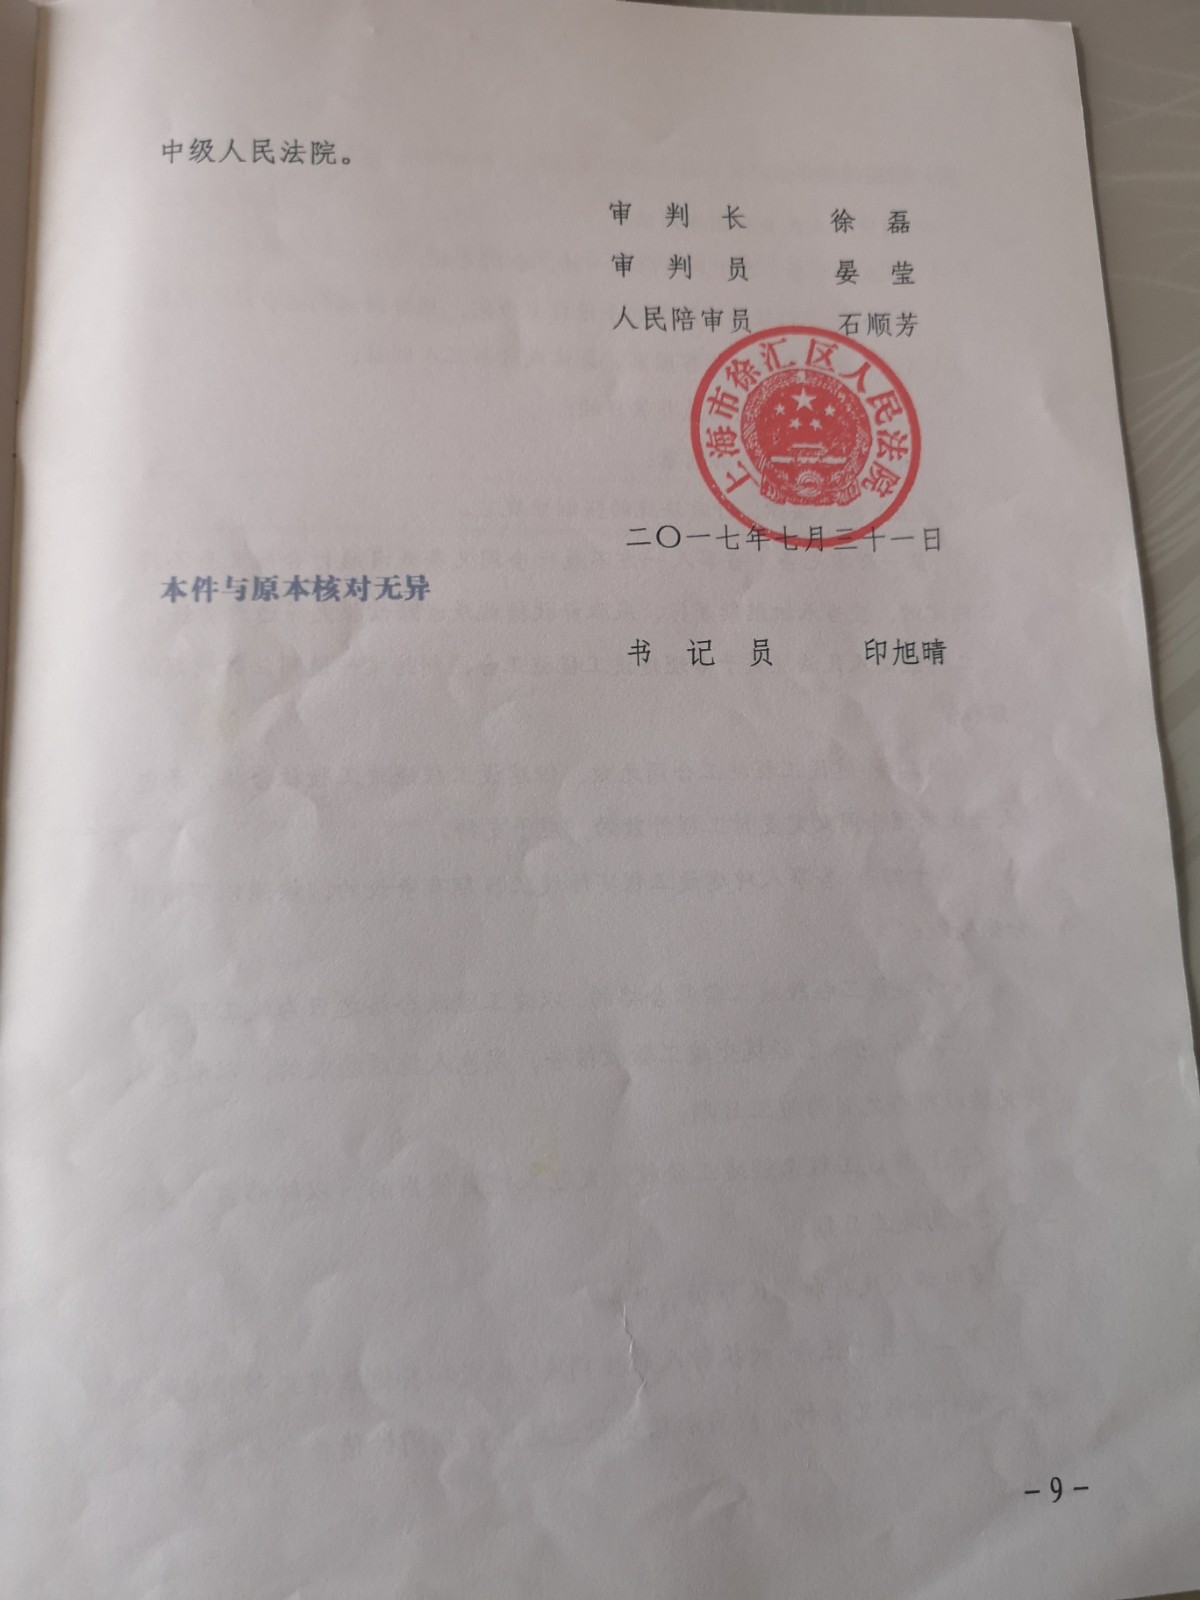 中级人民法院。
审 判 长 徐 磊
审 判 员 晏 莹
人民陪审员 石顺芳
上海市徐汇区人民法院
二〇一七年七月三十一日
本件与原本核对无异
书 记 员 印旭晴
-9-